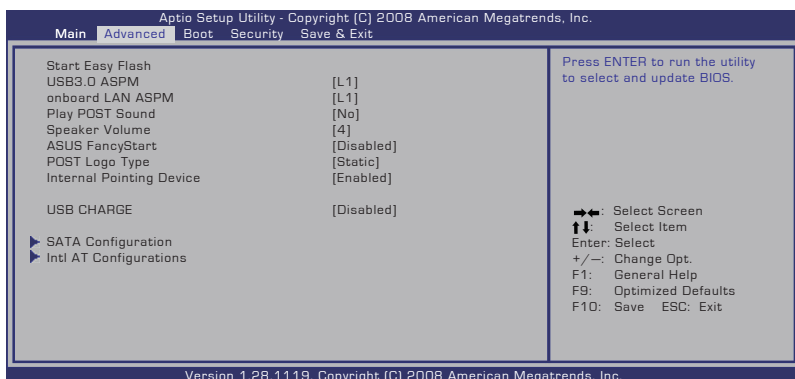 Aptio Setup Utility - Copyright (C) 2008 American Megatrends, Inc.
Main Advanced Boot Security Save & Exit
Start Easy Flash
USB3.0 ASPM [L1]
onboard LAN ASPM [L1]
Play POST Sound [No]
Speaker Volume [4]
ASUS FancyStart [Disabled]
POST Logo Type [Static]
Internal Pointing Device [Enabled]
USB CHARGE [Disabled]
SATA Configuration
Intl AT Configurations
Press ENTER to run the utility
to select and update BIOS.
→←: Select Screen
↑↓: Select Item
Enter: Select
+/—: Change Opt.
F1: General Help
F9: Optimized Defaults
F10: Save ESC: Exit
Version 1.28.1119. Copyright (C) 2008 American Megatrends, Inc.